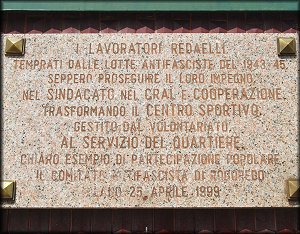 I LAVORATORI REDAELLI
TEMPRATI DALLE LOTTE ANTIFASCISTE DEL 1943-45
SEPPERO PROSEGUIRE IL LORO IMPEGNO
NEL SINDACATO, NEL CRAL E COOPERAZIONE.
TRASFORMANDO IL CENTRO SPORTIVO,
GESTITO DAL VOLONTARIATO,
AL SERVIZIO DEL QUARTIERE.
CHIARO ESEMPIO DI PARTECIPAZIONE POPOLARE.
IL COMITATO ANTIFASCISTA DI ROGOREDO
MILANO 25 APRILE 1999